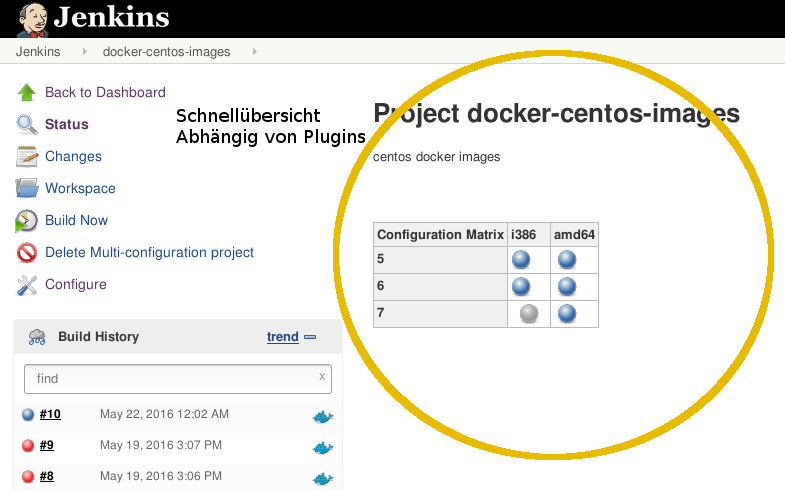 Jenkins
Jenkins docker-centos-images
Back to Dashboard
Status
Changes
Workspace
Build Now
Delete Multi-configuration project
Configure
Schnellübersicht
Abhängig von Plugins
Project docker-centos-images
centos docker images
Configuration Matrix i386 amd64
5
6
7
Build History trend
find x
#10 May 22, 2016 12:02 AM
#9 May 19, 2016 3:07 PM
#8 May 19, 2016 3:06 PM